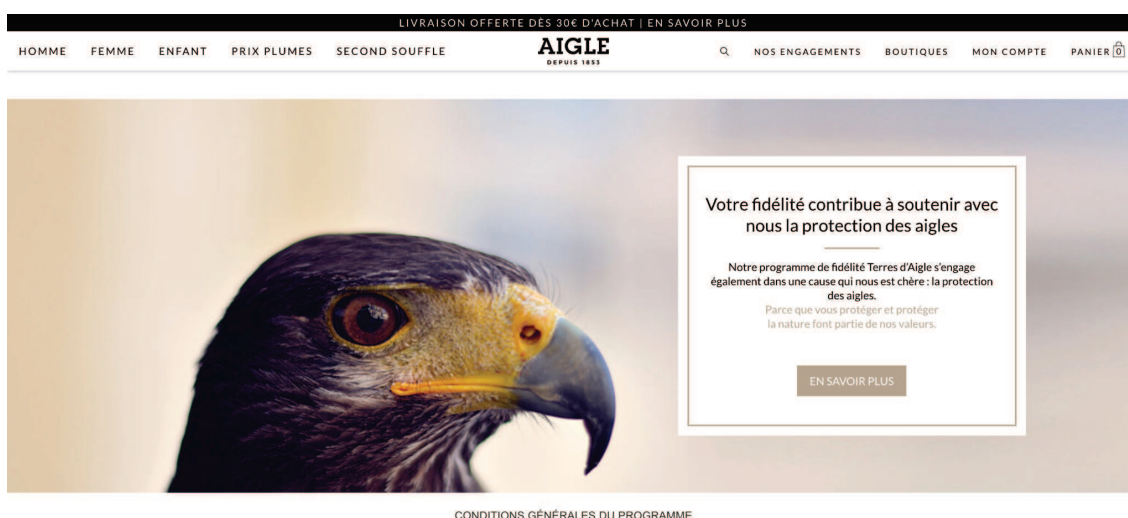 LIVRAISON OFFERTE DÈS 30€ D'ACHAT | EN SAVOIR PLUS
HOMME FEMME ENFANT PRIX PLUMES SECOND SOUFFLE AIGLE NOS ENGAGEMENTS BOUTIQUES MON COMPTE PANIER 0
DEPUIS 1853
Votre fidélité contribue à soutenir avec
nous la protection des aigles
Notre programme de fidélité Terres d'Aigle s'engage
également dans une cause qui nous est chère : la protection
des aigles.
Parce que vous protéger et protéger
la nature font partie de nos valeurs.
EN SAVOIR PLUS
CONDITIONS GÉNÉRALES DU PROGRAMME